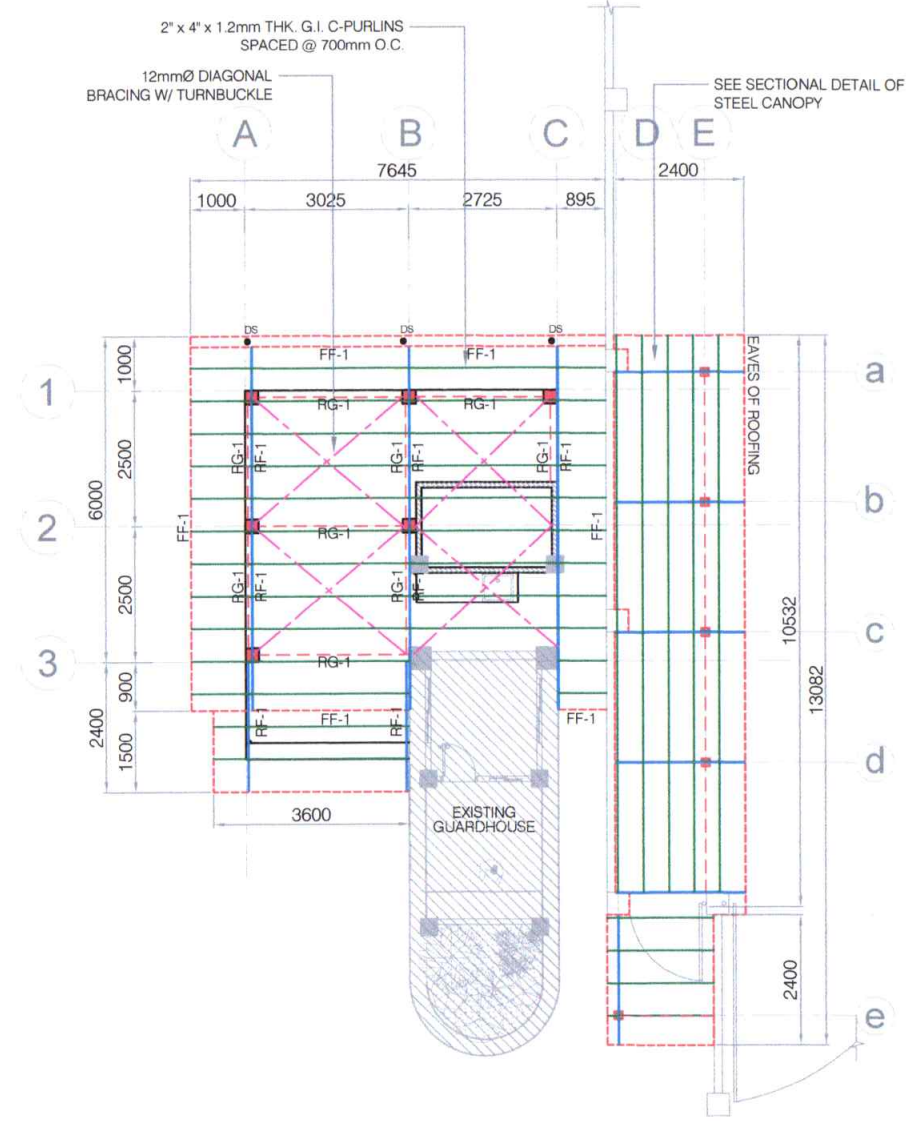 2" x 4" x 1.2mm THK. G.I. C-PURLINS
SPACED @ 700mm O.C.
12mmØ DIAGONAL
BRACING W/ TURNBUCKLE
SEE SECTIONAL DETAIL OF
STEEL CANOPY
A B C D E
7645 2400
1000 3025 2725 895
DS DS DS
FF-1 FF-1
EAVES OF ROOFING
1000
a
1
RG-1 RG-1
2500
RG-1 RF-1 RG-1 RF-1 RG-1 RF-1
6000
b
2
FF-1 FF-1
RG-1
2500
RG-1 RF-1 RG-1 RF-1
10532
c
3
RG-1
13082
900
2400
RF-1 FF-1 RF-1 FF-1
1500
d
3600
EXISTING
GUARDHOUSE
2400
e